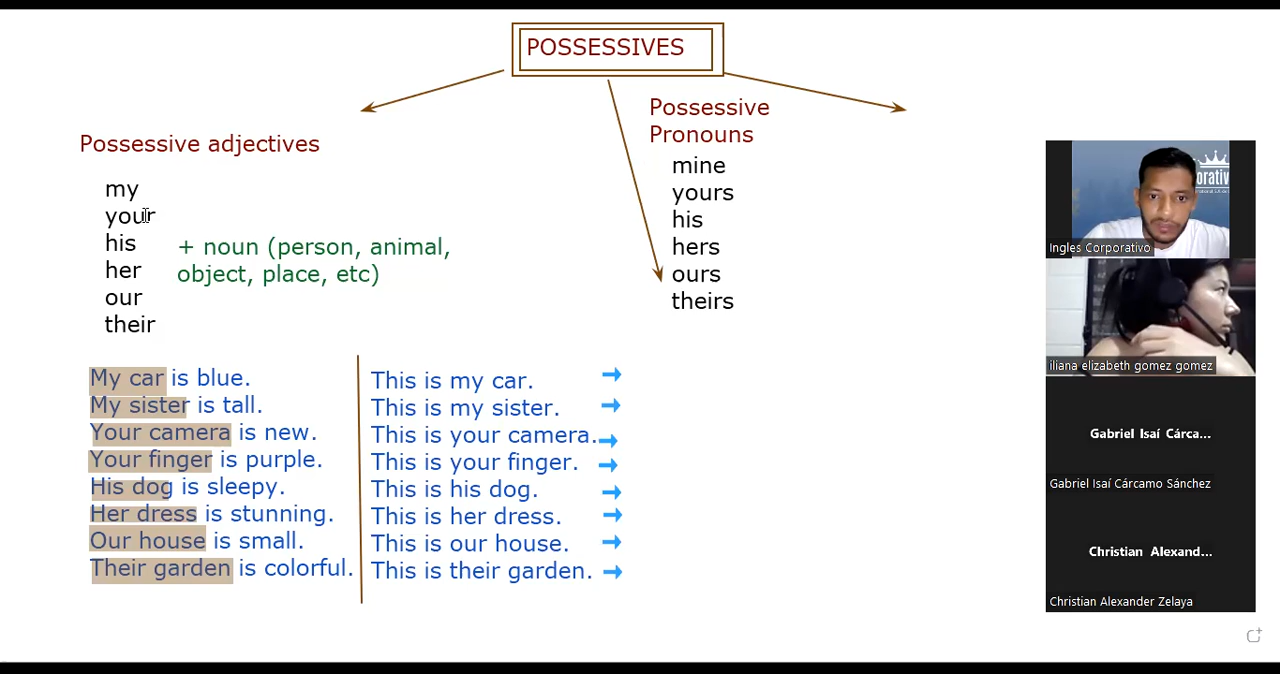 POSSESSIVES
Possessive adjectives
my
your
his
her
our
their
+ noun (person, animal,
object, place, etc)
Possessive
Pronouns
mine
yours
his
hers
ours
theirs
My car is blue.
My sister is tall.
Your camera is new.
Your finger is purple.
His dog is sleepy.
Her dress is stunning.
Our house is small.
Their garden is colorful.
This is my car.
This is my sister.
This is your camera.
This is your finger.
This is his dog.
This is her dress.
This is our house.
This is their garden.
orativ
Ingles Corporativo
iliana elizabeth gomez gomez
Gabriel Isaí Cárca...
Gabriel Isaí Cárcamo Sánchez
Christian Alexand...
Christian Alexander Zelaya